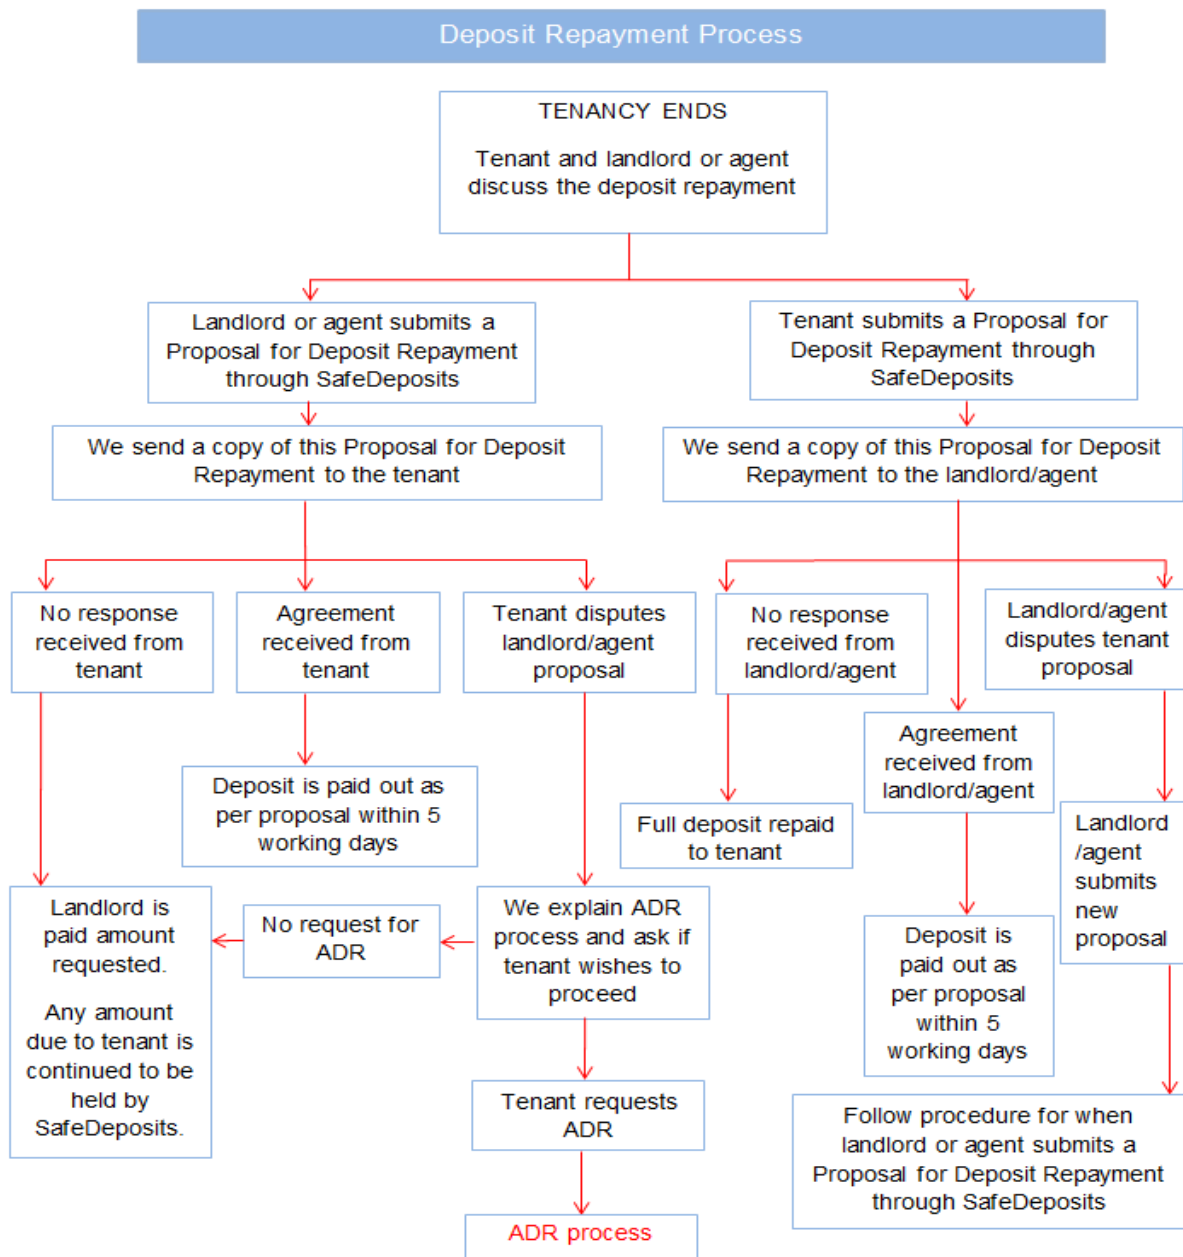 Deposit Repayment Process
TENANCY ENDS
Tenant and landlord or agent
discuss the deposit repayment
Landlord or agent submits a
Proposal for Deposit Repayment
through SafeDeposits
Tenant submits a Proposal for
Deposit Repayment through
SafeDeposits
We send a copy of this Proposal for Deposit
Repayment to the tenant
We send a copy of this Proposal for Deposit
Repayment to the landlord/agent
No response
received from
tenant
Agreement
received from
tenant
Tenant disputes
landlord/agent
proposal
No response
received from
landlord/agent
Landlord/agent
disputes tenant
proposal
Agreement
received from
landlord/agent
Deposit is paid out as
per proposal within 5
working days
Full deposit repaid
to tenant
Landlord
/agent
submits
new
proposal
Landlord is
paid amount
requested.
Any amount
due to tenant is
continued to be
held by
SafeDeposits.
No request for
ADR
We explain ADR
process and ask if
tenant wishes to
proceed
Deposit is
paid out as
per proposal
within 5
working days
Tenant requests
ADR
Follow procedure for when
landlord or agent submits a
Proposal for Deposit Repayment
through SafeDeposits
ADR process